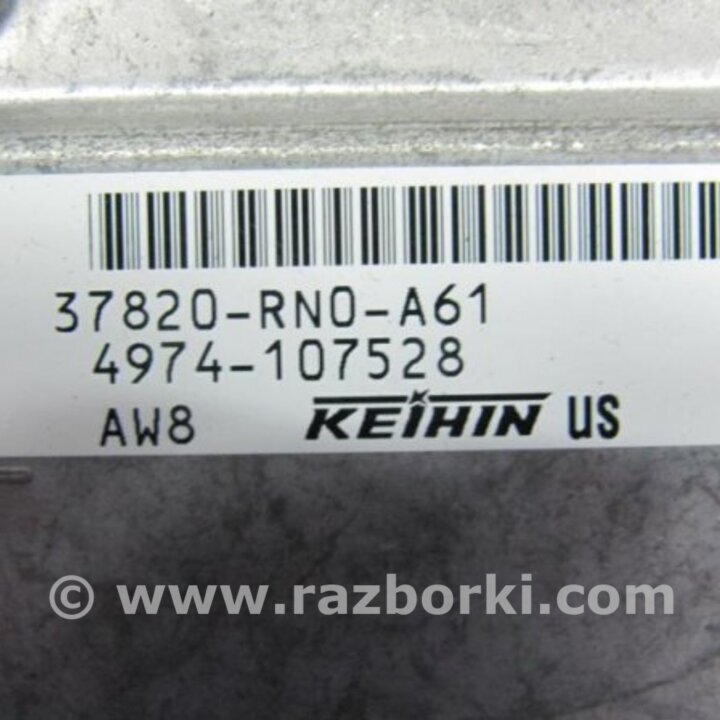 37820-RN0-A61
4974-107528
AW8 KEIHIN US
© www.razborki.com